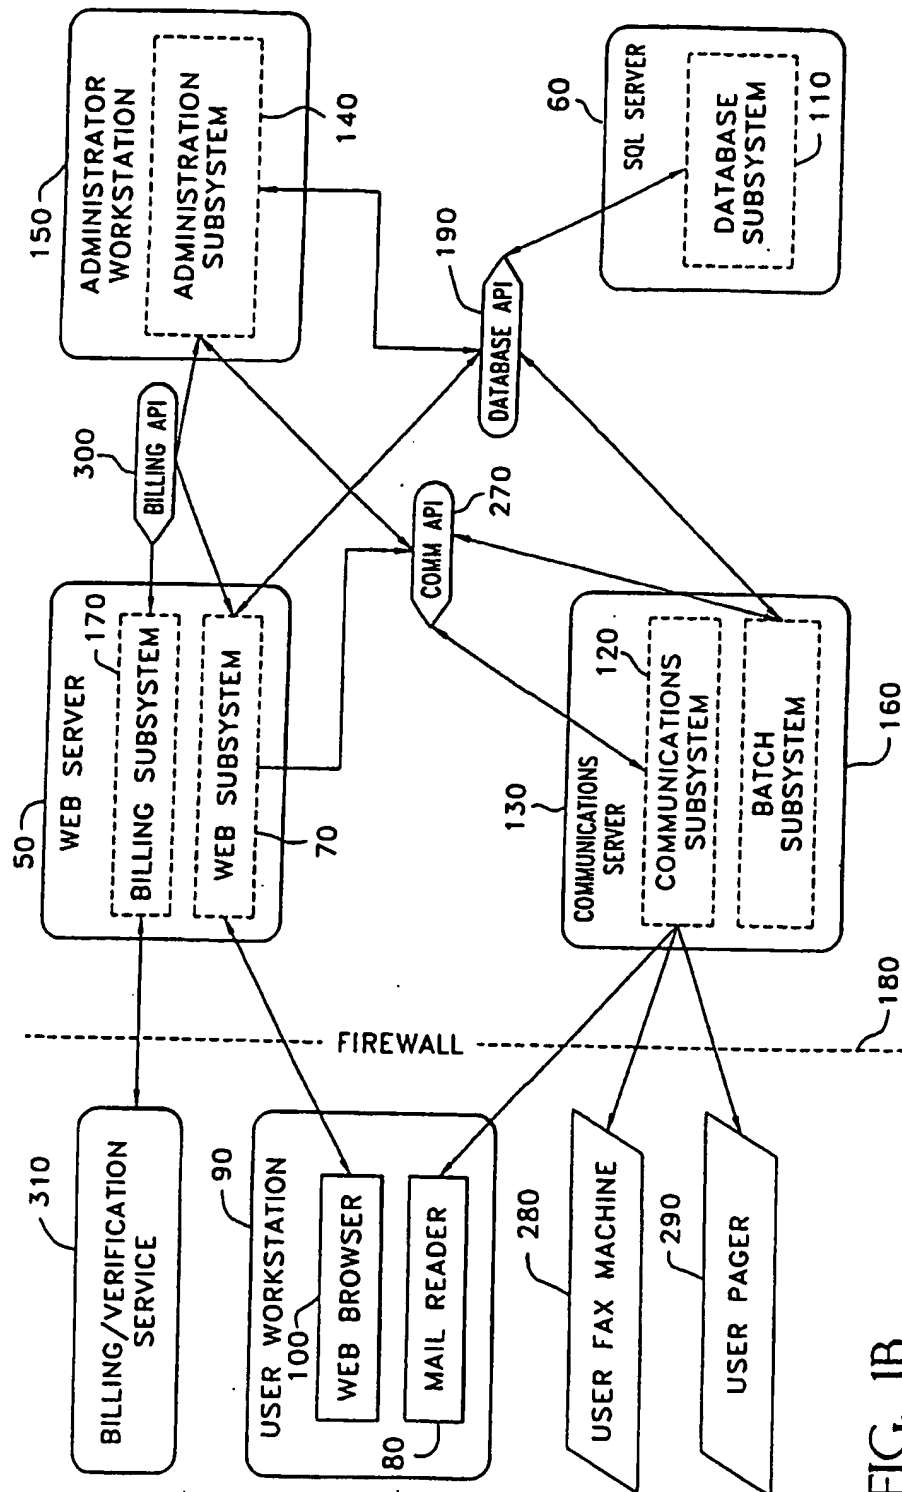 310
BILLING/VERIFICATION
SERVICE
90
USER WORKSTATION
100
WEB BROWSER
MAIL READER
80
280
USER FAX MACHINE
290
USER PAGER
FIREWALL
180
50
WEB SERVER
170
BILLING SUBSYSTEM
WEB SUBSYSTEM
70
130
COMMUNICATIONS
SERVER
120
COMMUNICATIONS
SUBSYSTEM
BATCH
SUBSYSTEM
160
300
BILLING API
COMM API
270
190
DATABASE API
150
ADMINISTRATOR
WORKSTATION
ADMINISTRATION
SUBSYSTEM
140
60
SQL SERVER
DATABASE
SUBSYSTEM
110
FIG. 1B